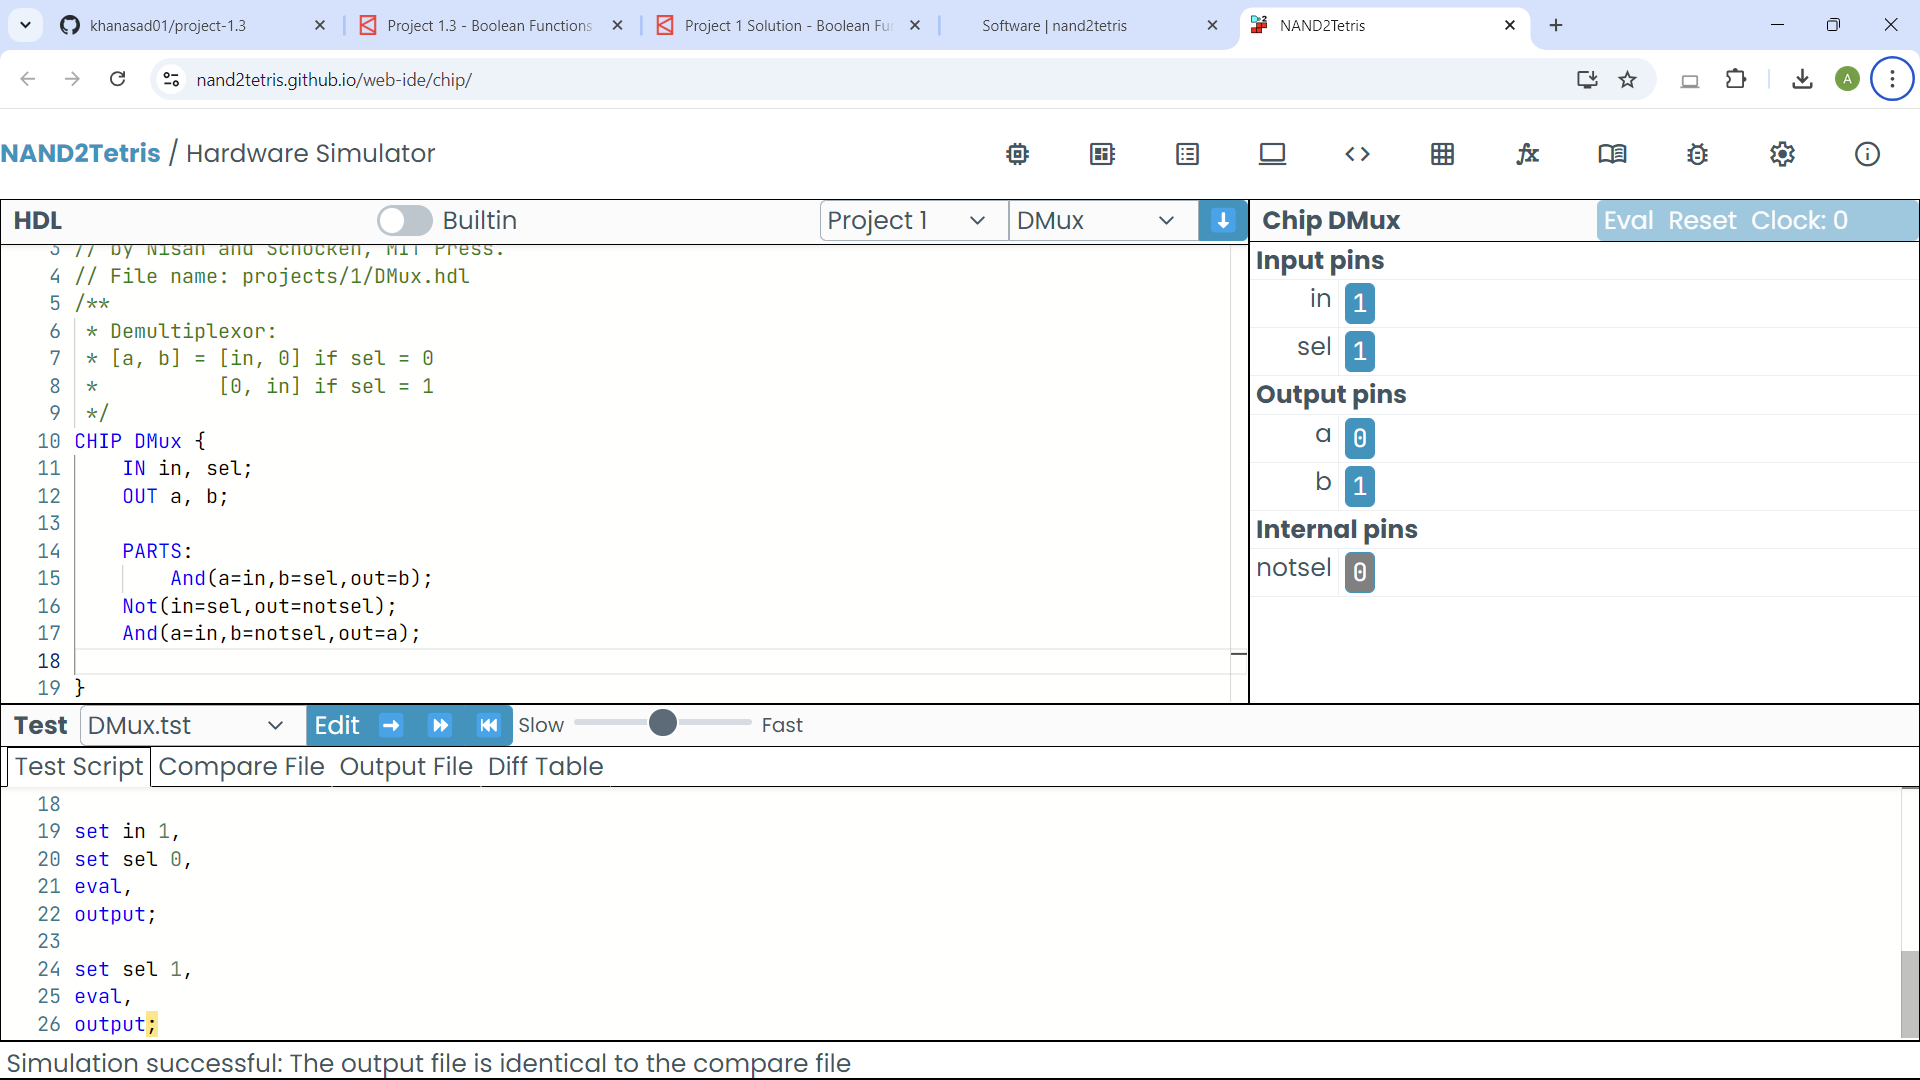 khanasad01/project-1.3
Project 1.3 - Boolean Functions
Project 1 Solution - Boolean Fu
Software | nand2tetris
NAND2Tetris
nand2tetris.github.io/web-ide/chip/
A
NAND2Tetris / Hardware Simulator
HDL
Builtin
Project 1
DMux
Chip DMux
Eval Reset Clock: 0
3 // by Nisan and Schocken, MIT Press.
4 // File name: projects/1/DMux.hdl
5 /**
6  * Demultiplexor:
7  * [a, b] = [in, 0] if sel = 0
8  *          [0, in] if sel = 1
9  */
10 CHIP DMux {
11     IN in, sel;
12     OUT a, b;
13
14     PARTS:
15         And(a=in,b=sel,out=b);
16     Not(in=sel,out=notsel);
17     And(a=in,b=notsel,out=a);
18
19 }
Input pins
in 1
sel 1
Output pins
a 0
b 1
Internal pins
notsel 0
Test
DMux.tst
Edit
Slow
Fast
Test Script
Compare File
Output File
Diff Table
18
19 set in 1,
20 set sel 0,
21 eval,
22 output;
23
24 set sel 1,
25 eval,
26 output;
Simulation successful: The output file is identical to the compare file